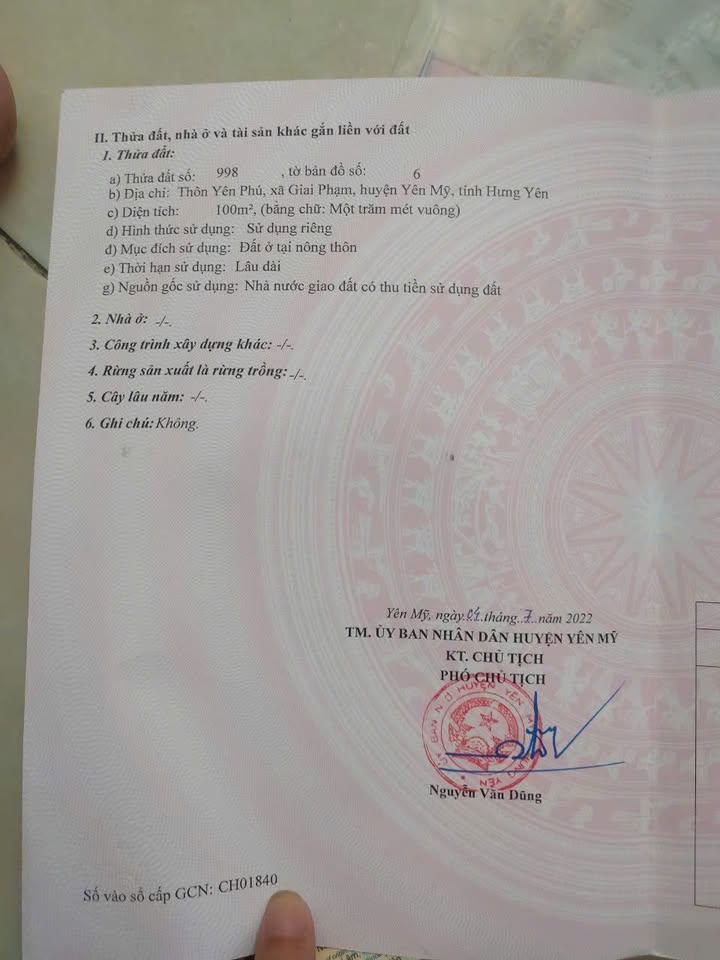 II. Thửa đất, nhà ở và tài sản khác gắn liền với đất
1. Thửa đất:
a) Thửa đất số: 998 , tờ bản đồ số: 6
b) Địa chỉ: Thôn Yên Phú, xã Giai Phạm, huyện Yên Mỹ, tỉnh Hưng Yên
c) Diện tích: 100m², (bằng chữ: Một trăm mét vuông)
d) Hình thức sử dụng: Sử dụng riêng
đ) Mục đích sử dụng: Đất ở tại nông thôn
e) Thời hạn sử dụng: Lâu dài
g) Nguồn gốc sử dụng: Nhà nước giao đất có thu tiền sử dụng đất
2. Nhà ở: -/-.
3. Công trình xây dựng khác: -/-.
4. Rừng sản xuất là rừng trồng: -/-.
5. Cây lâu năm: -/-.
6. Ghi chú: Không.
Yên Mỹ, ngày 04 tháng 7 năm 2022
TM. ỦY BAN NHÂN DÂN HUYỆN YÊN MỸ
KT. CHỦ TỊCH
PHÓ CHỦ TỊCH
ỦY BAN N D HUYỆN YÊN MỸ
HƯNG YÊN
Nguyễn Văn Dũng
Số vào sổ cấp GCN: CH01840